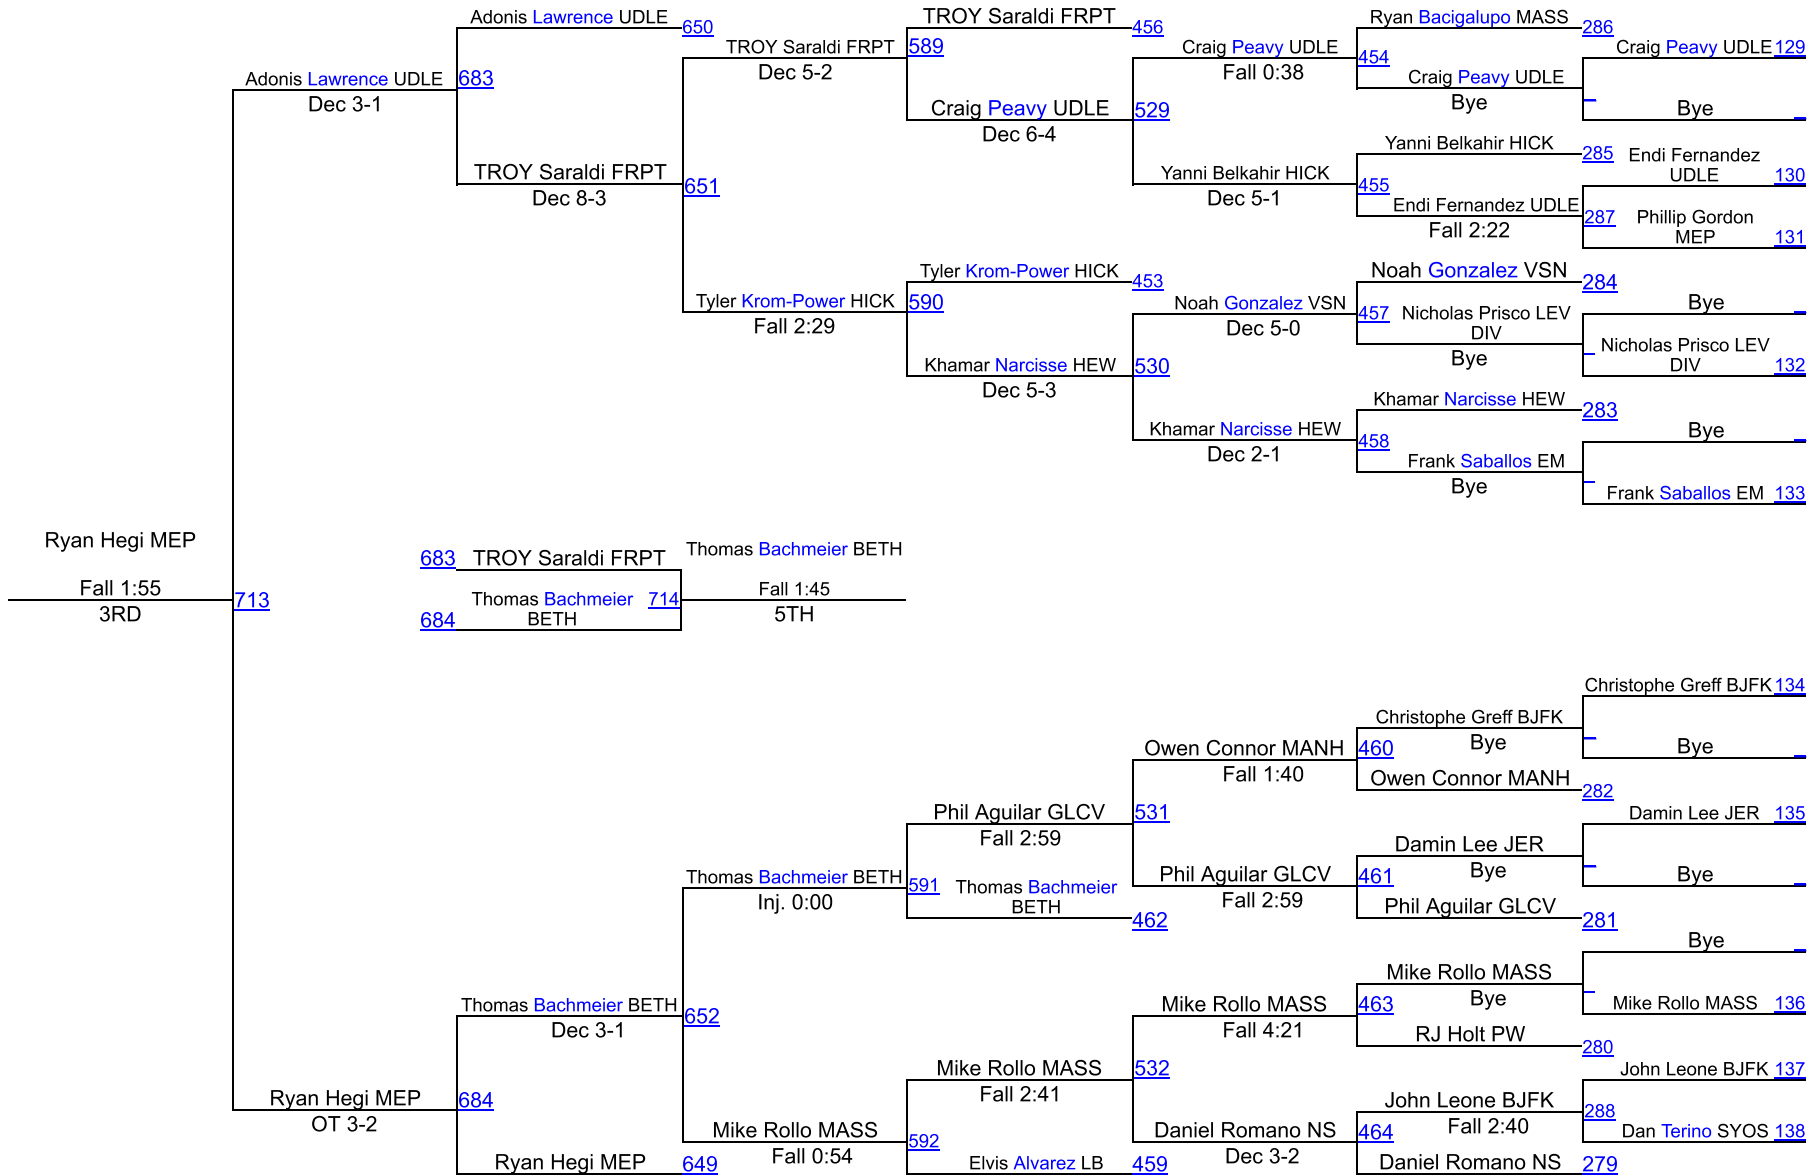 Adonis Lawrence UDLE
650
TROY Saraldi FRPT
456
Ryan Bacigalupo MASS
286
TROY Saraldi FRPT
589
Dec 5-2
Craig Peavy UDLE
454
Fall 0:38
Craig Peavy UDLE 129
Adonis Lawrence UDLE
683
Dec 3-1
Craig Peavy UDLE
Bye
Bye
Craig Peavy UDLE
529
Dec 6-4
Yanni Belkahir HICK
285
Endi Fernandez
UDLE 130
TROY Saraldi FRPT
651
Dec 8-3
Yanni Belkahir HICK
455
Dec 5-1
Endi Fernandez UDLE
287
Fall 2:22
Phillip Gordon
MEP 131
Tyler Krom-Power HICK
453
Noah Gonzalez VSN
284
Tyler Krom-Power HICK
590
Fall 2:29
Noah Gonzalez VSN
457
Dec 5-0
Nicholas Prisco LEV
DIV
Bye
Bye
Nicholas Prisco LEV
DIV 132
Khamar Narcisse HEW
530
Dec 5-3
Khamar Narcisse HEW
283
Khamar Narcisse HEW
458
Dec 2-1
Bye
Frank Saballos EM
Bye
Frank Saballos EM 133
Ryan Hegi MEP
Fall 1:55
713
3RD
683 TROY Saraldi FRPT
Thomas Bachmeier BETH
Thomas Bachmeier 714
BETH
684
Fall 1:45
5TH
Christophe Greff BJFK 134
Christophe Greff BJFK
Bye
Bye
Owen Connor MANH
460
Fall 1:40
Owen Connor MANH
282
Phil Aguilar GLCV
531
Fall 2:59
Damin Lee JER 135
Damin Lee JER
Bye
Bye
Thomas Bachmeier BETH
591
Inj. 0:00
Thomas Bachmeier
BETH
462
Phil Aguilar GLCV
461
Fall 2:59
Phil Aguilar GLCV
281
Bye
Mike Rollo MASS
Bye
Mike Rollo MASS 136
Thomas Bachmeier BETH
652
Dec 3-1
Mike Rollo MASS
463
Fall 4:21
RJ Holt PW
280
Mike Rollo MASS
532
Fall 2:41
John Leone BJFK 137
Ryan Hegi MEP
684
OT 3-2
John Leone BJFK
288
Fall 2:40
Dan Terino SYOS 138
Mike Rollo MASS
592
Fall 0:54
Daniel Romano NS
464
Dec 3-2
Ryan Hegi MEP
649
Elvis Alvarez LB
459
Daniel Romano NS
279